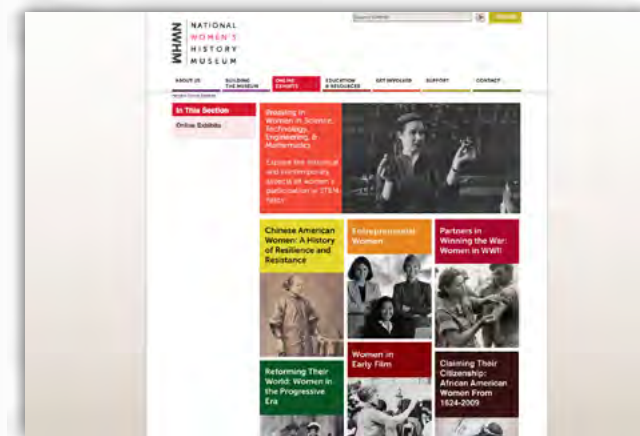 NWHM
NATIONAL
WOMEN'S
HISTORY
MUSEUM
ABOUT US
BUILDING
THE MUSEUM
ONLINE
EXHIBITS
EDUCATION
& RESOURCES
GET INVOLVED
SUPPORT
CONTACT
In This Section
Online Exhibits
Women in Science,
Technology,
Engineering, &
Mathematics
Explore the historical
and contemporary
aspects of women's
participation in STEM
Chinese American
Women: A History
of Resilience and
Resistance
Entrepreneurial
Women
Partners in
Winning the War:
Women in WWII
Reforming Their
World: Women in
the Progressive
Era
Women in
Early Film
Claiming Their
Citizenship:
African American
Women From
1624-2009